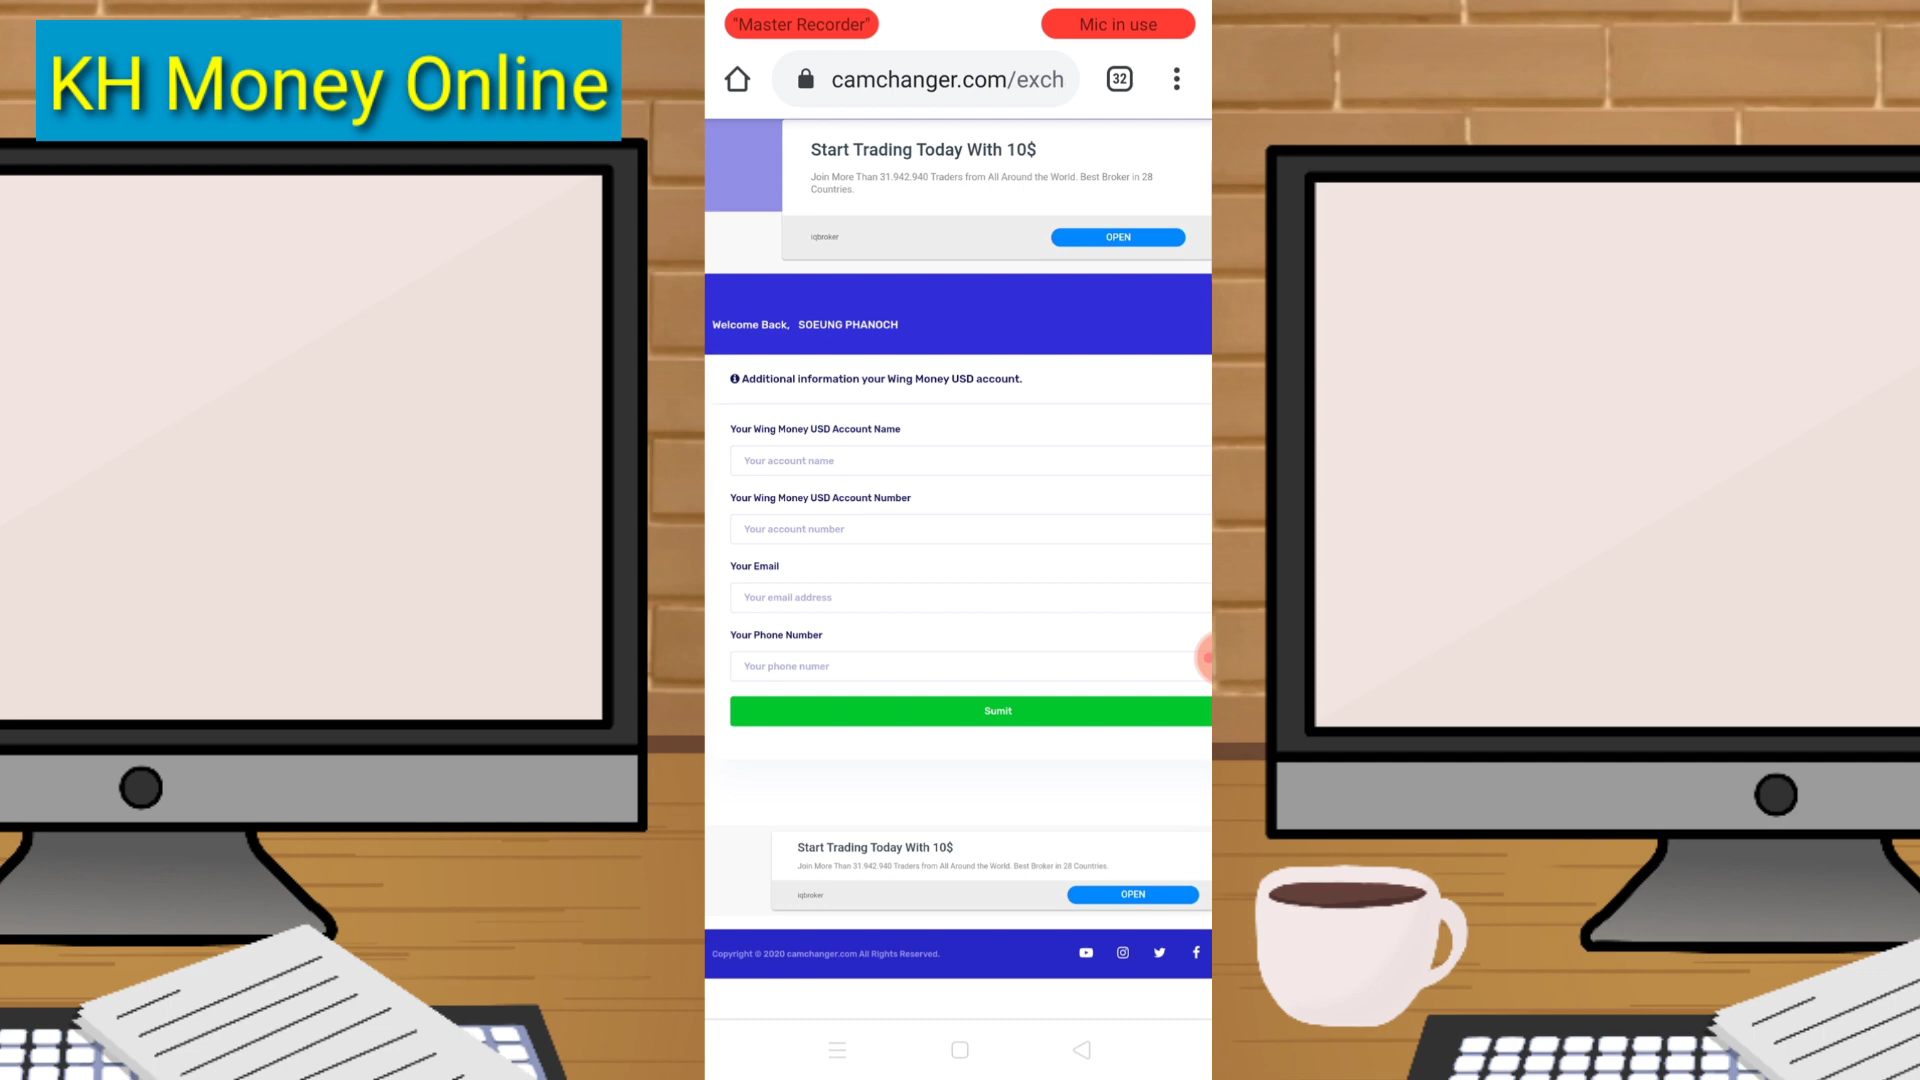 KH Money Online
"Master Recorder"
Mic in use
camchanger.com/exch
32
Start Trading Today With 10$
Join More Than 31.942.940 Traders from All Around the World. Best Broker in 28
Countries.
iqbroker
OPEN
Welcome Back, SOEUNG PHANOCH
Additional information your Wing Money USD account.
Your Wing Money USD Account Name
Your account name
Your Wing Money USD Account Number
Your account number
Your Email
Your email address
Your Phone Number
Your phone numer
Sumit
Start Trading Today With 10$
Join More Than 31.942.940 Traders from All Around the World. Best Broker in 28 Countries.
iqbroker
OPEN
Copyright © 2020 camchanger.com All Rights Reserved.